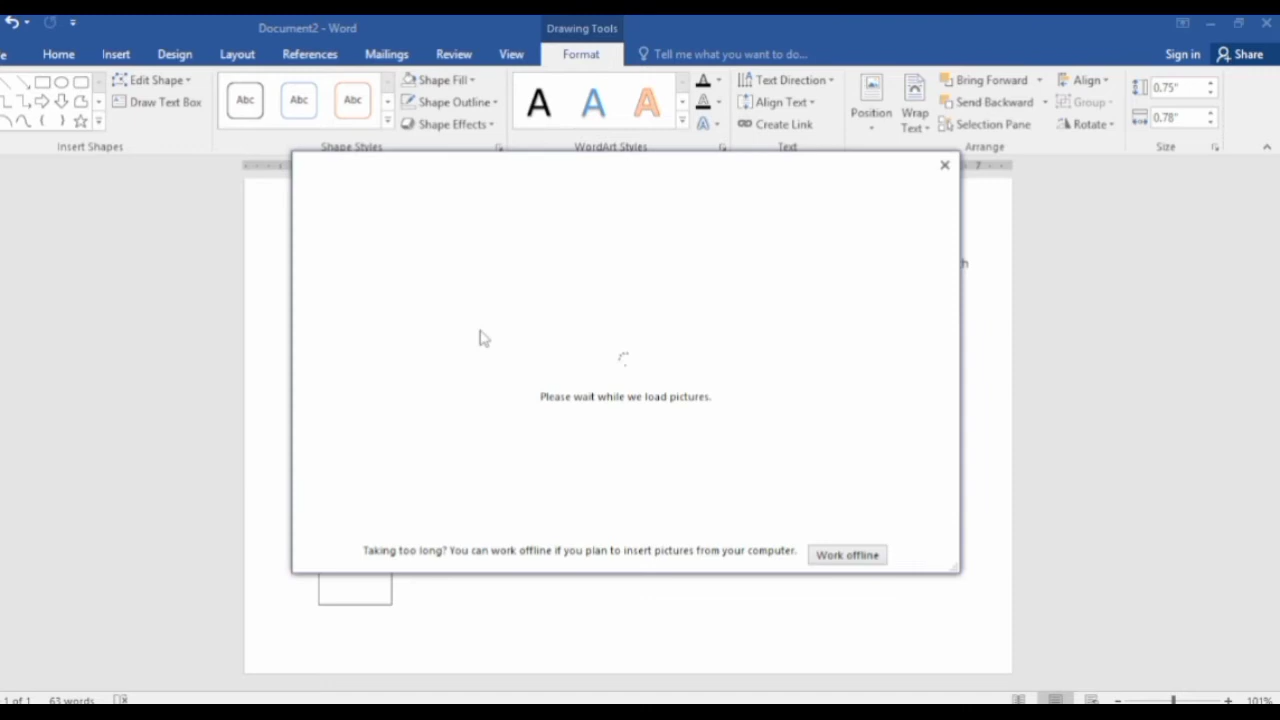 Document2 - Word
Drawing Tools
Home Insert Design Layout References Mailings Review View Format Tell me what you want to do... Sign in Share
Edit Shape
Draw Text Box
Insert Shapes
Abc Abc Abc
Shape Fill
Shape Outline
Shape Effects
Shape Styles
A A A
WordArt Styles
Text Direction
Align Text
Create Link
Text
Position
Wrap
Text
Bring Forward
Send Backward
Selection Pane
Align
Group
Rotate
Arrange
0.75"
0.78"
Size
7
Please wait while we load pictures.
Taking too long? You can work offline if you plan to insert pictures from your computer. Work offline
1 of 1 63 words 101%